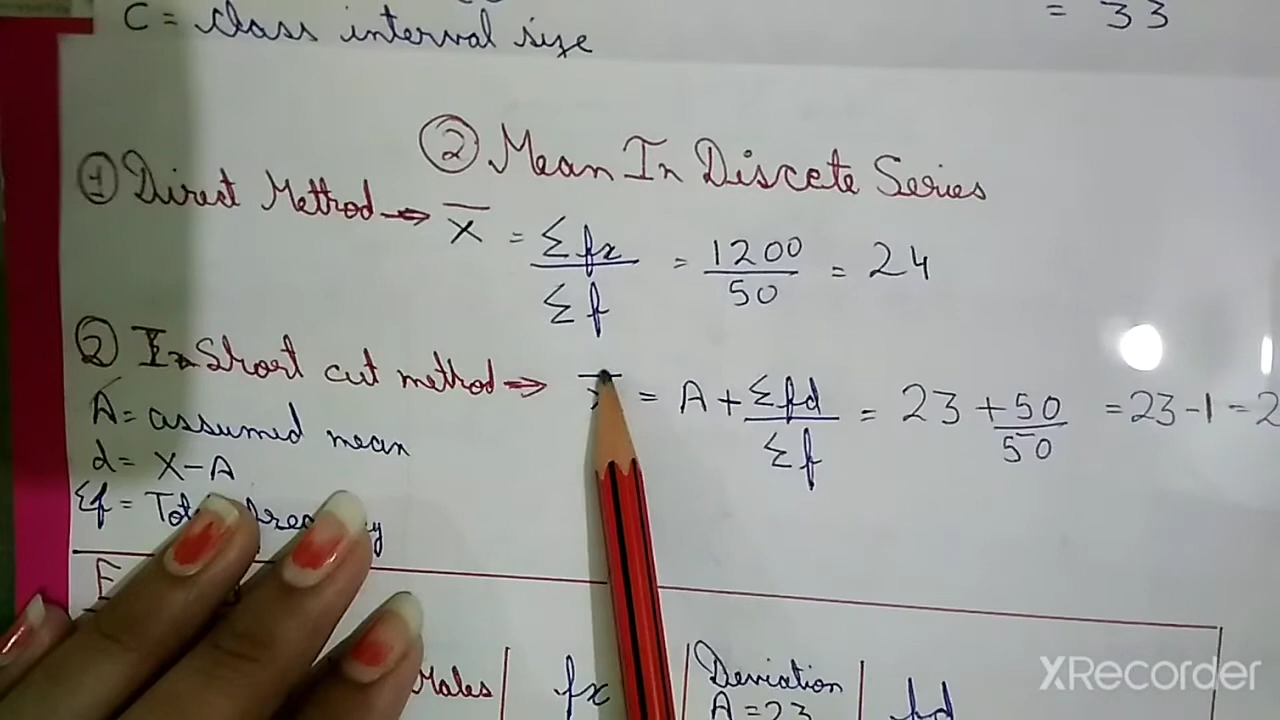 C = class interval size
= 33
② Mean In Discete Series
① Direct Method → X̄ = Σfx / Σf = 1200 / 50 = 24
② In Short cut method ⇒ = A + Σfd / Σf = 23 + 50 / 50 = 23 - 1 = 2
A = assumed mean
d = X - A
Σf =
Males | fx | Deviation | fd
A = 23
XRecorder